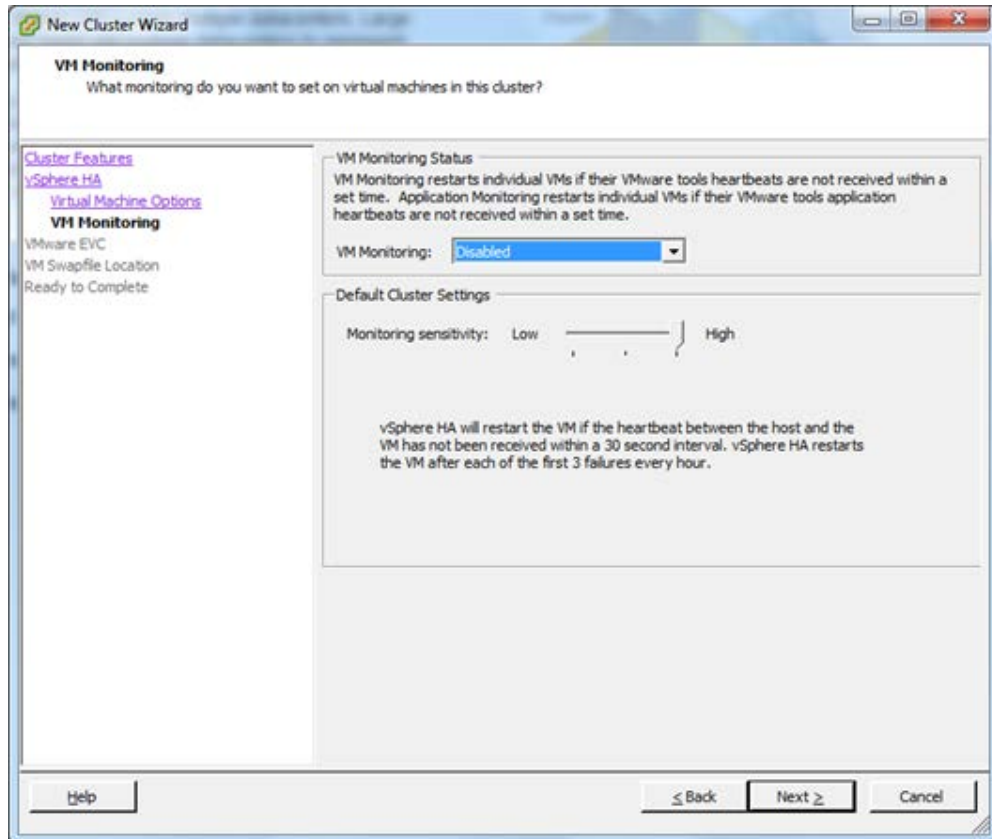 New Cluster Wizard
VM Monitoring
What monitoring do you want to set on virtual machines in this cluster?
Cluster Features
vSphere HA
Virtual Machine Options
VM Monitoring
VMware EVC
VM Swapfile Location
Ready to Complete
VM Monitoring Status
VM Monitoring restarts individual VMs if their VMware tools heartbeats are not received within a
set time. Application Monitoring restarts individual VMs if their VMware tools application
heartbeats are not received within a set time.
VM Monitoring: Disabled
Default Cluster Settings
Monitoring sensitivity: Low High
vSphere HA will restart the VM if the heartbeat between the host and the
VM has not been received within a 30 second interval. vSphere HA restarts
the VM after each of the first 3 failures every hour.
Help
< Back
Next >
Cancel